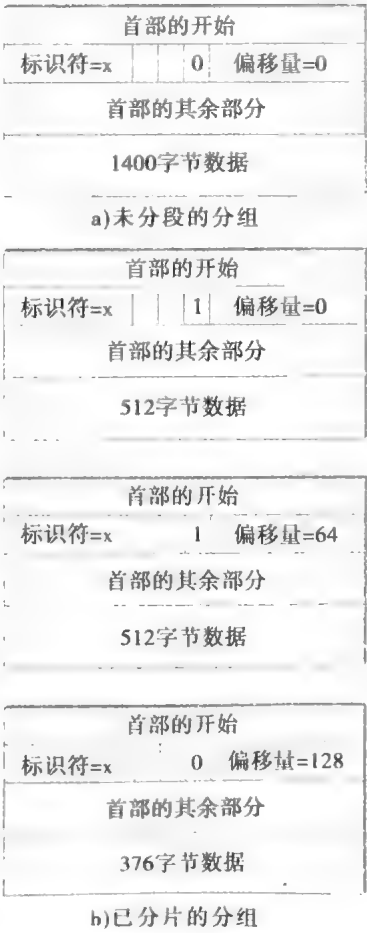 首部的开始
标识符=x 0 偏移量=0
首部的其余部分
1400字节数据
a)未分段的分组
首部的开始
标识符=x 1 偏移量=0
首部的其余部分
512字节数据
首部的开始
标识符=x 1 偏移量=64
首部的其余部分
512字节数据
首部的开始
标识符=x 0 偏移量=128
首部的其余部分
376字节数据
b)已分片的分组